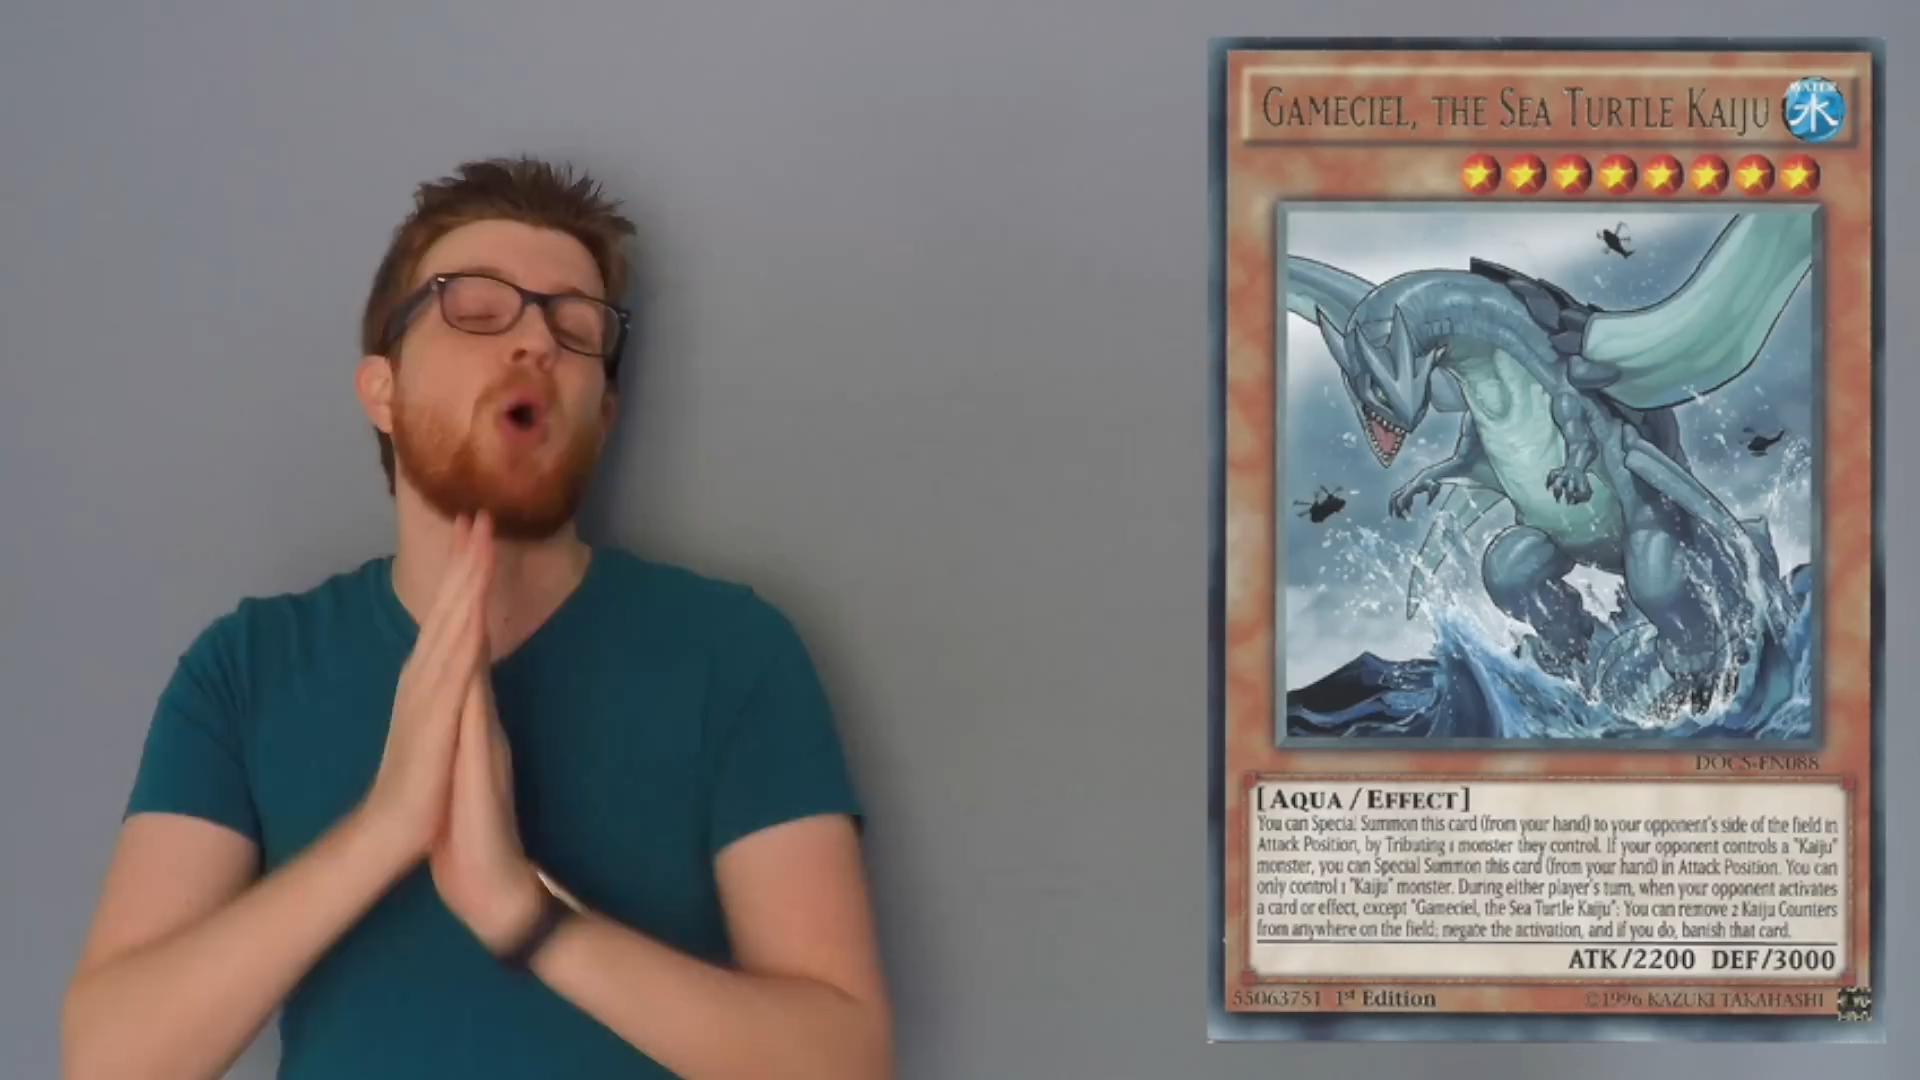 GAMECIEL, THE SEA TURTLE KAIJU
WATER
水
DOCS-EN088
[AQUA/EFFECT]
You can Special Summon this card (from your hand) to your opponent's side of the field in
Attack Position, by Tributing 1 monster they control. If your opponent controls a "Kaiju"
monster, you can Special Summon this card (from your hand) in Attack Position. You can
only control 1 "Kaiju" monster. During either player's turn, when your opponent activates
a card or effect, except "Gameciel, the Sea Turtle Kaiju": You can remove 2 Kaiju Counters
from anywhere on the field; negate the activation, and if you do, banish that card.
ATK/2200 DEF/3000
55063751 1st Edition ©1996 KAZUKI TAKAHASHI